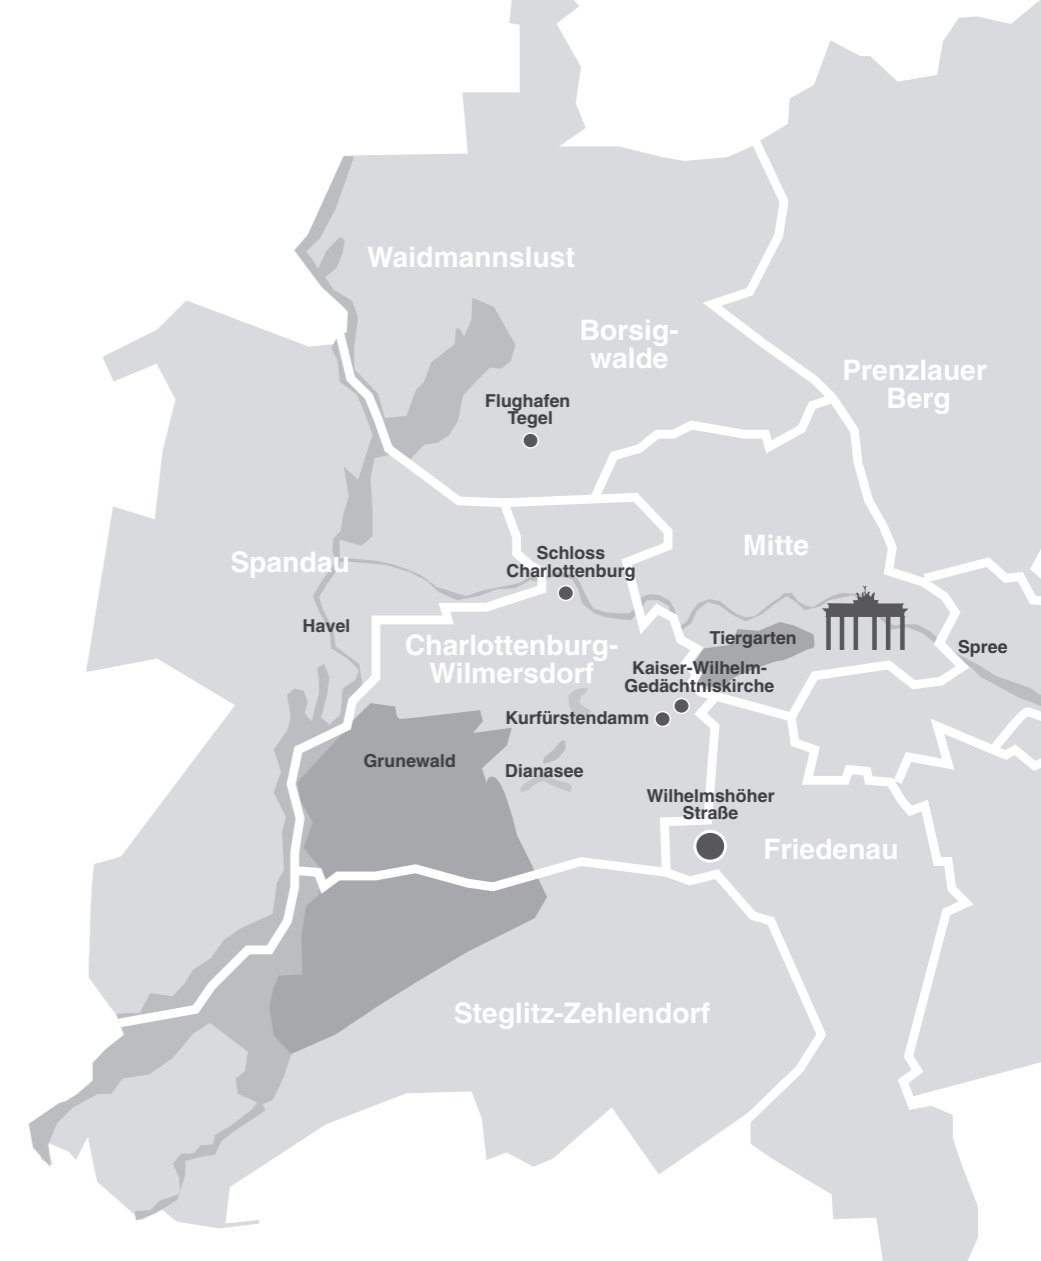 Waidmannslust
Borsig-
walde
Prenzlauer
Berg
Flughafen
Tegel
Mitte
Schloss
Charlottenburg
Spandau
Havel
Tiergarten
Spree
Charlottenburg-
Wilmersdorf
Kaiser-Wilhelm-
Gedächtniskirche
Kurfürstendamm
Grunewald
Dianasee
Wilhelmshöher
Straße
Friedenau
Steglitz-Zehlendorf